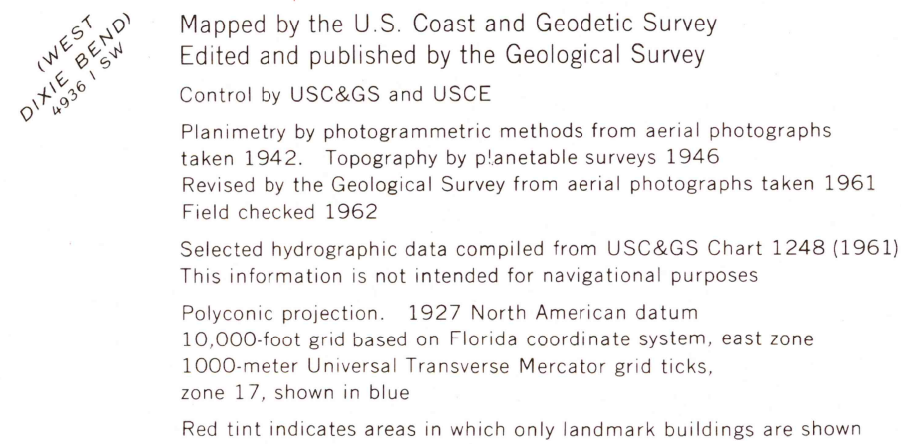 (WEST
DIXIE BEND)
4936 I SW
Mapped by the U.S. Coast and Geodetic Survey
Edited and published by the Geological Survey
Control by USC&GS and USCE
Planimetry by photogrammetric methods from aerial photographs
taken 1942. Topography by planetable surveys 1946
Revised by the Geological Survey from aerial photographs taken 1961
Field checked 1962
Selected hydrographic data compiled from USC&GS Chart 1248 (1961)
This information is not intended for navigational purposes
Polyconic projection. 1927 North American datum
10,000-foot grid based on Florida coordinate system, east zone
1000-meter Universal Transverse Mercator grid ticks,
zone 17, shown in blue
Red tint indicates areas in which only landmark buildings are shown